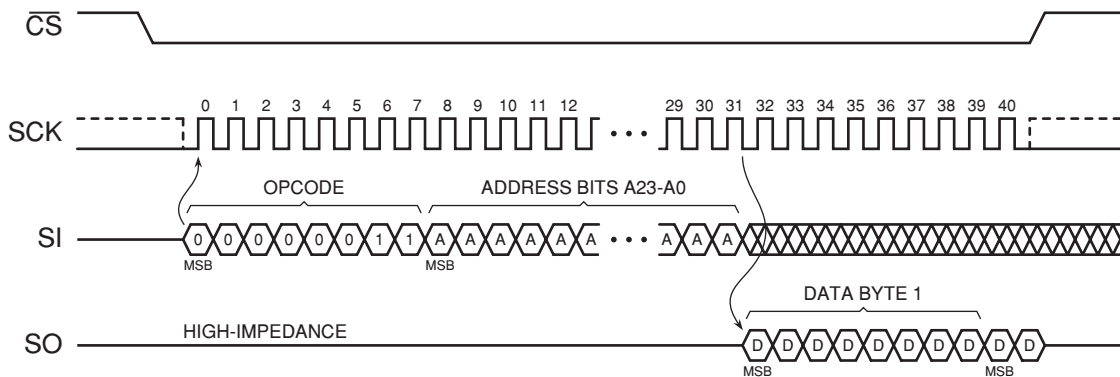 CS
0 1 2 3 4 5 6 7 8 9 10 11 12 29 30 31 32 33 34 35 36 37 38 39 40
SCK
OPCODE ADDRESS BITS A23-A0
SI 0 0 0 0 0 0 1 1 A A A A A A A A A
MSB MSB
DATA BYTE 1
HIGH-IMPEDANCE
SO D D D D D D D D D D
MSB MSB